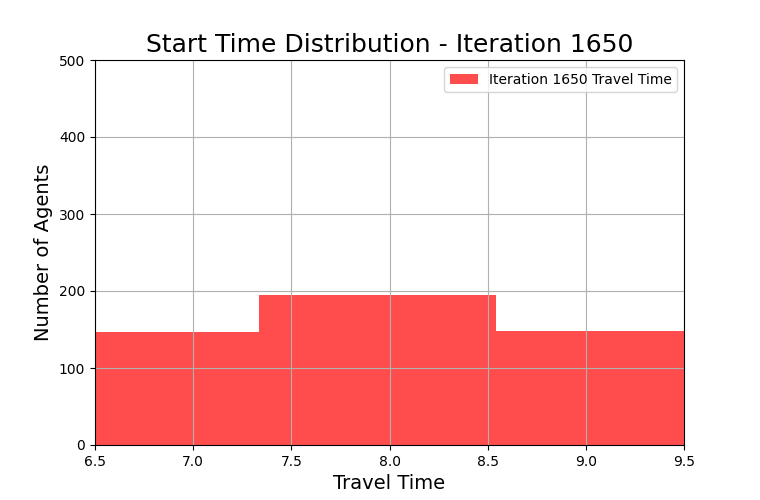 Start Time Distribution - Iteration 1650
Iteration 1650 Travel Time
Number of Agents
500
400
300
200
100
0
6.5 7.0 7.5 8.0 8.5 9.0 9.5
Travel Time